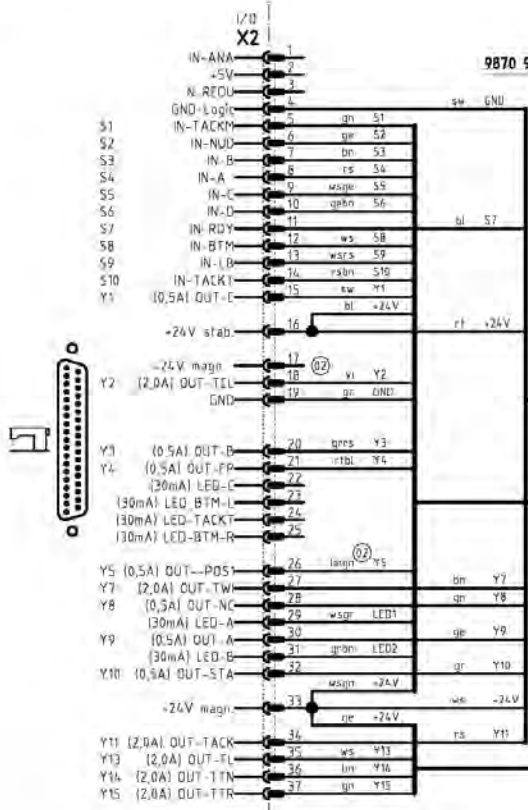 I/O
X2
9870 9
IN-ANA 1
+5V 2
N.REDU 3
GND-Logic 4 sw GND
S1 IN-TACKM 5 gn S1
S2 IN-NUD 6 ge S2
S3 IN-B 7 bn S3
S4 IN-A 8 rs S4
S5 IN-C 9 wsge S5
S6 IN-D 10 gebn S6
S7 IN-RDY 11 bl S7
S8 IN-BTM 12 ws S8
S9 IN-LB 13 wsrs S9
S10 IN-TACKT 14 rsbn S10
Y1 (0,5A) OUT-C 15 sw Y1
bl +24V
+24V stab. 16 rt +24V
+24V magn. 17 02
Y2 (2,0A) OUT-TEL 18 vi Y2
GND 19 gn GND
Y3 (0,5A) OUT-B 20 grrs Y3
Y4 (0,5A) OUT-FP 21 rtbl Y4
(30mA) LED-C 22
(30mA) LED BTM-L 23
(30mA) LED-TACKT 24
(30mA) LED-BTM-R 25
02
Y5 (0,5A) OUT--POS1 26 Y5
Y7 (2,0A) OUT-TWI 27 bn Y7
Y8 (0,5A) OUT-NC 28 gn Y8
(30mA) LED-A 29 wsgr LED1
Y9 (0,5A) OUT-A 30 ge Y9
(30mA) LED-B 31 grbn LED2
Y10 (0,5A) OUT-STA 32 gr Y10
wsgn +24V
+24V magn. 33 ws +24V
ge +24V
Y11 (2,0A) OUT-TACK 34 rs Y11
Y13 (2,0A) OUT-FL 35 ws Y13
Y14 (2,0A) OUT-TTN 36 bn Y14
Y15 (2,0A) OUT-TTR 37 gn Y15